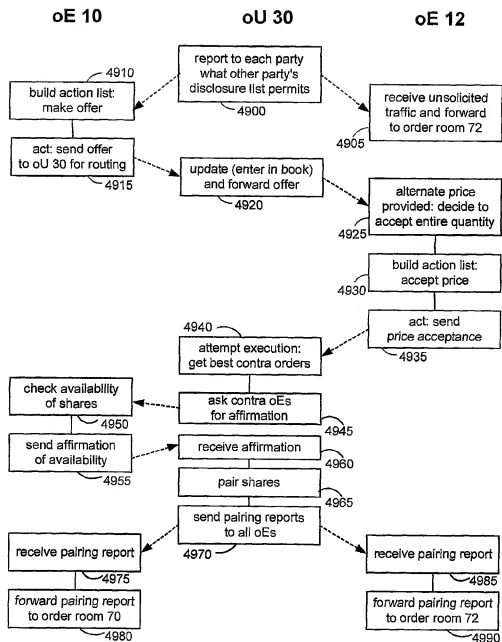 oE 10
oU 30
oE 12
report to each party
what other party's
disclosure list permits
4900
4910
build action list:
make offer
receive unsolicited
traffic and forward
to order room 72
4905
act: send offer
to oU 30 for routing
4915
update (enter in book)
and forward offer
4920
alternate price
provided: decide to
accept entire quantity
4925
build action list:
accept price
4930
act: send
price acceptance
4935
4940
attempt execution:
get best contra orders
ask contra oEs
for affirmation
4945
check availability
of shares
4950
send affirmation
of availability
4955
receive affirmation
4960
pair shares
4965
send pairing reports
to all oEs
4970
receive pairing report
4975
forward pairing report
to order room 70
4980
receive pairing report
4985
forward pairing report
to order room 72
4990